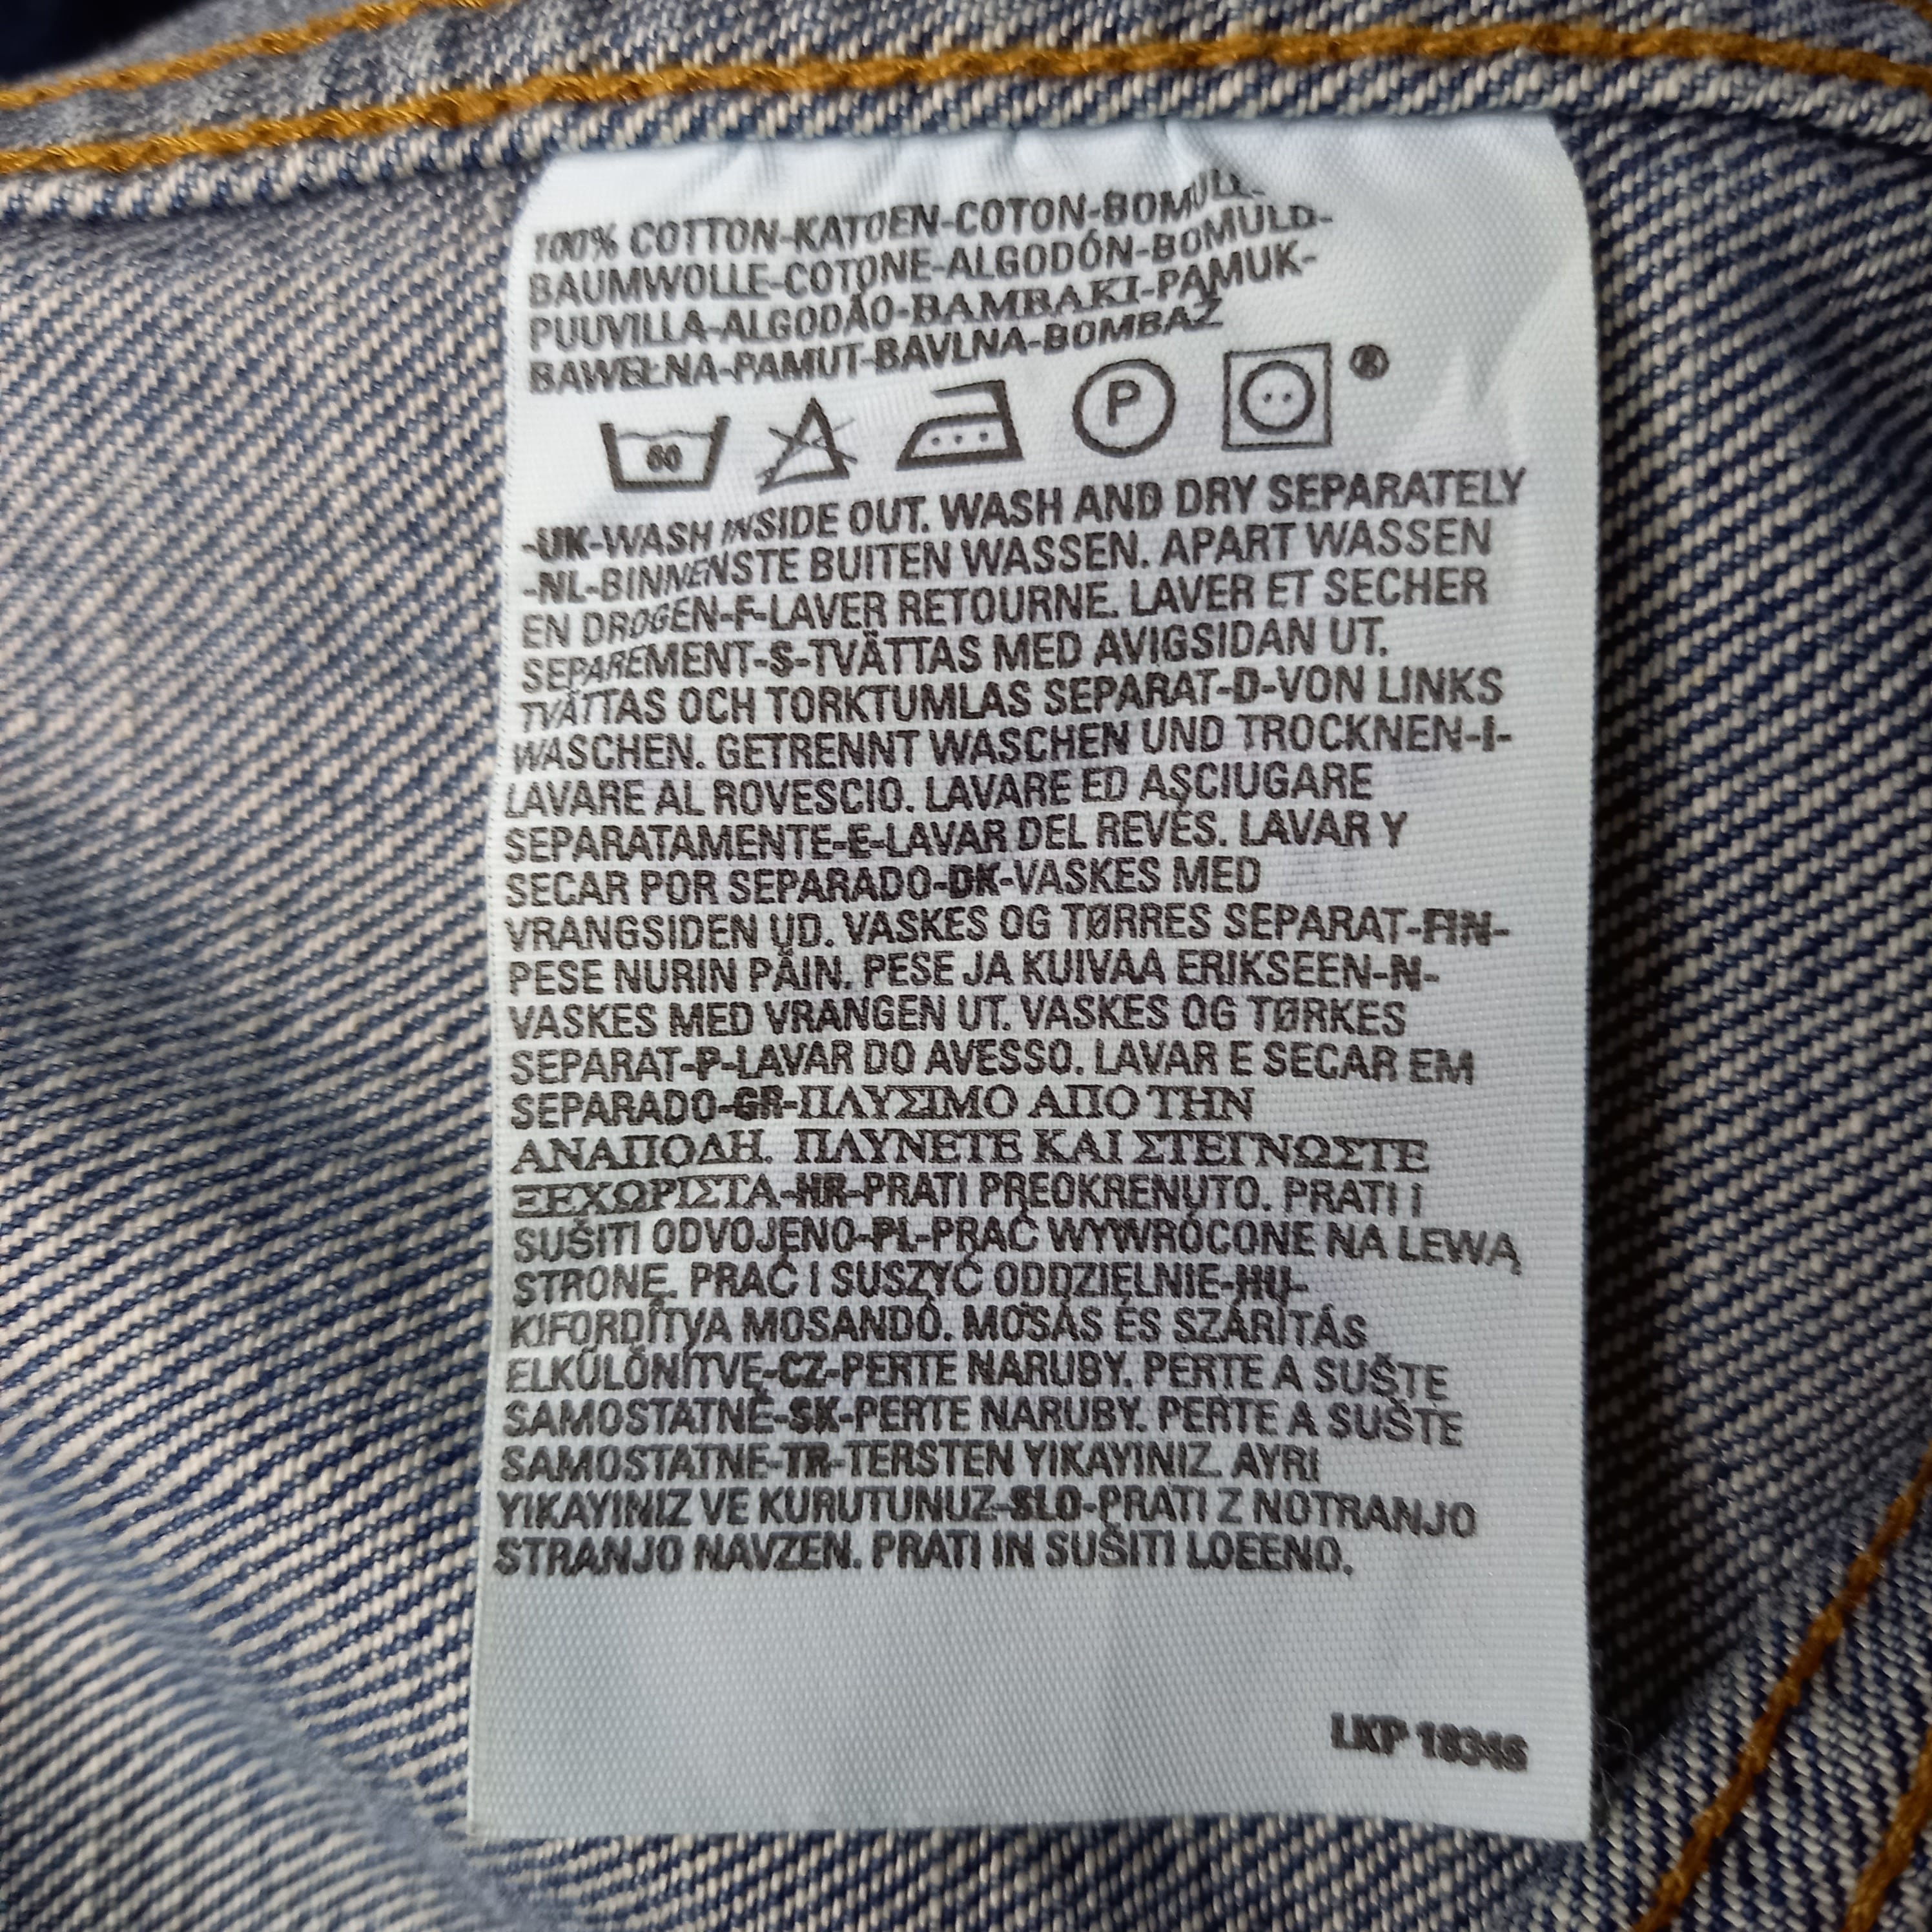 100% COTTON-KATOEN-COTON-BOMULL-
BAUMWOLLE-COTONE-ALGODÓN-BOMULD-
PUUVILLA-ALGODÃO-BAMBAKI-PAMUK-
BAWEŁNA-PAMUT-BAVLNA-BOMBAŽ
60 P ®
-UK-WASH INSIDE OUT. WASH AND DRY SEPARATELY
-NL-BINNENSTE BUITEN WASSEN. APART WASSEN
EN DROGEN-F-LAVER RETOURNE. LAVER ET SECHER
SEPAREMENT-S-TVÄTTAS MED AVIGSIDAN UT.
TVÄTTAS OCH TORKTUMLAS SEPARAT-D-VON LINKS
WASCHEN. GETRENNT WASCHEN UND TROCKNEN-I-
LAVARE AL ROVESCIO. LAVARE ED ASCIUGARE
SEPARATAMENTE-E-LAVAR DEL REVÉS. LAVAR Y
SECAR POR SEPARADO-DK-VASKES MED
VRANGSIDEN UD. VASKES OG TØRRES SEPARAT-FIN-
PESE NURIN PÄIN. PESE JA KUIVAA ERIKSEEN-N-
VASKES MED VRANGEN UT. VASKES OG TØRKES
SEPARAT-P-LAVAR DO AVESSO. LAVAR E SECAR EM
SEPARADO-GR-ΠΛΥΣΙΜΟ ΑΠΟ ΤΗΝ
ΑΝΑΠΟΔΗ. ΠΛΥΝΕΤΕ ΚΑΙ ΣΤΕΓΝΩΣΤΕ
ΞΕΧΩΡΙΣΤΑ-HR-PRATI PREOKRENUTO. PRATI I
SUŠITI ODVOJENO-PL-PRAĆ WYWRÓCONE NA LEWĄ
STRONĘ. PRAĆ I SUSZYĆ ODDZIELNIE-HU-
KIFORDÍTVA MOSANDÓ. MOSÁS ÉS SZÁRÍTÁS
ELKÜLÖNÍTVE-CZ-PERTE NARUBY. PERTE A SUŠTE
SAMOSTATNĚ-SK-PERTE NARUBY. PERTE A SUŠTE
SAMOSTATNE-TR-TERSTEN YIKAYINIZ. AYRI
YIKAYINIZ VE KURUTUNUZ-SLO-PRATI Z NOTRANJO
STRANJO NAVZEN. PRATI IN SUŠITI LOEENO.
LKP 18346